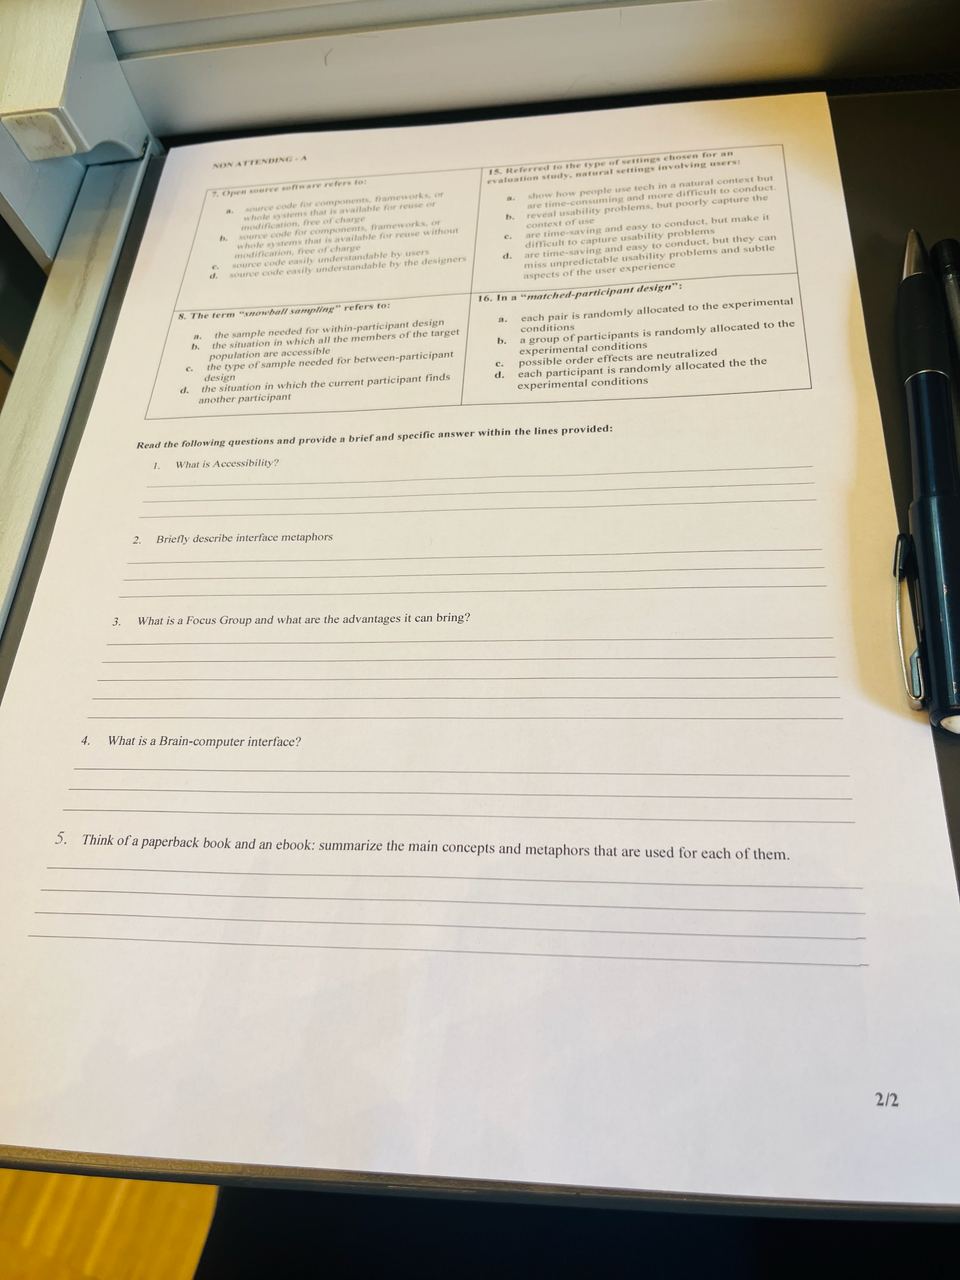 NON ATTENDING - A
7. Open source software refers to:
a. source code for components, frameworks, or
whole systems that is available for reuse or
modification, free of charge
b. source code for components, frameworks, or
whole systems that is available for reuse without
modification, free of charge
c. source code easily understandable by users
d. source code easily understandable by the designers
8. The term "snowball sampling" refers to:
a. the sample needed for within-participant design
b. the situation in which all the members of the target
population are accessible
c. the type of sample needed for between-participant
design
d. the situation in which the current participant finds
another participant
15. Referred to the type of settings chosen for an
evaluation study, natural settings involving users:
a. show how people use tech in a natural context but
are time-consuming and more difficult to conduct.
b. reveal usability problems, but poorly capture the
context of use
c. are time-saving and easy to conduct, but make it
difficult to capture usability problems
d. are time-saving and easy to conduct, but they can
miss unpredictable usability problems and subtle
aspects of the user experience
16. In a "matched-participant design":
a. each pair is randomly allocated to the experimental
conditions
b. a group of participants is randomly allocated to the
experimental conditions
c. possible order effects are neutralized
d. each participant is randomly allocated the the
experimental conditions
Read the following questions and provide a brief and specific answer within the lines provided:
1. What is Accessibility?
2. Briefly describe interface metaphors
3. What is a Focus Group and what are the advantages it can bring?
4. What is a Brain-computer interface?
5. Think of a paperback book and an ebook: summarize the main concepts and metaphors that are used for each of them.
2/2